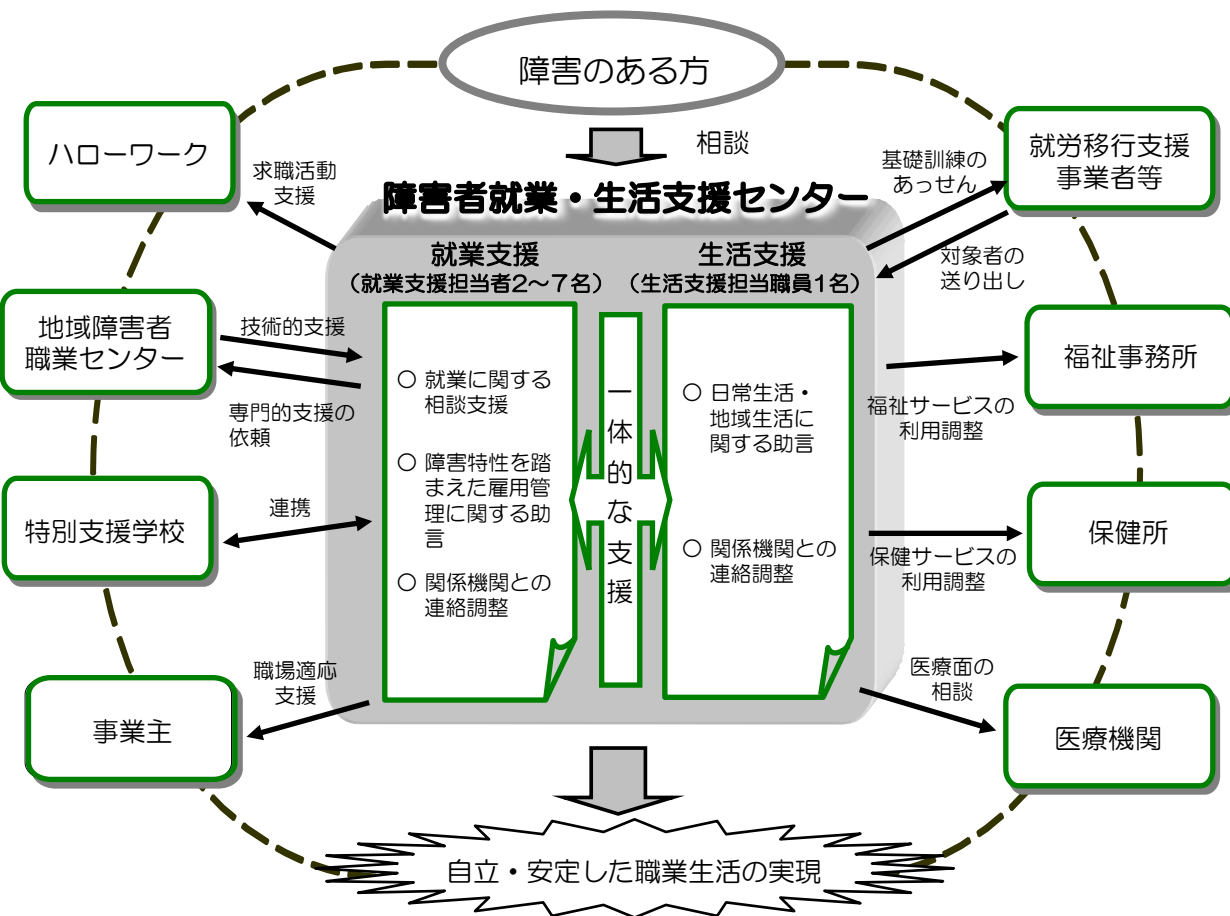 障害のある方
相談
障害者就業・生活支援センター
ハローワーク
求職活動
支援
地域障害者
職業センター
技術的支援
専門的支援の
依頼
特別支援学校
連携
事業主
職場適応
支援
就業支援
(就業支援担当者2~7名)
○ 就業に関する
相談支援
○ 障害特性を踏
まえた雇用管
理に関する助
言
○ 関係機関との
連絡調整
一体的な支援
生活支援
(生活支援担当職員1名)
○ 日常生活・
地域生活に
関する助言
○ 関係機関との
連絡調整
基礎訓練の
あっせん
就労移行支援
事業者等
対象者の
送り出し
福祉事務所
福祉サービスの
利用調整
保健所
保健サービスの
利用調整
医療面の
相談
医療機関
自立・安定した職業生活の実現